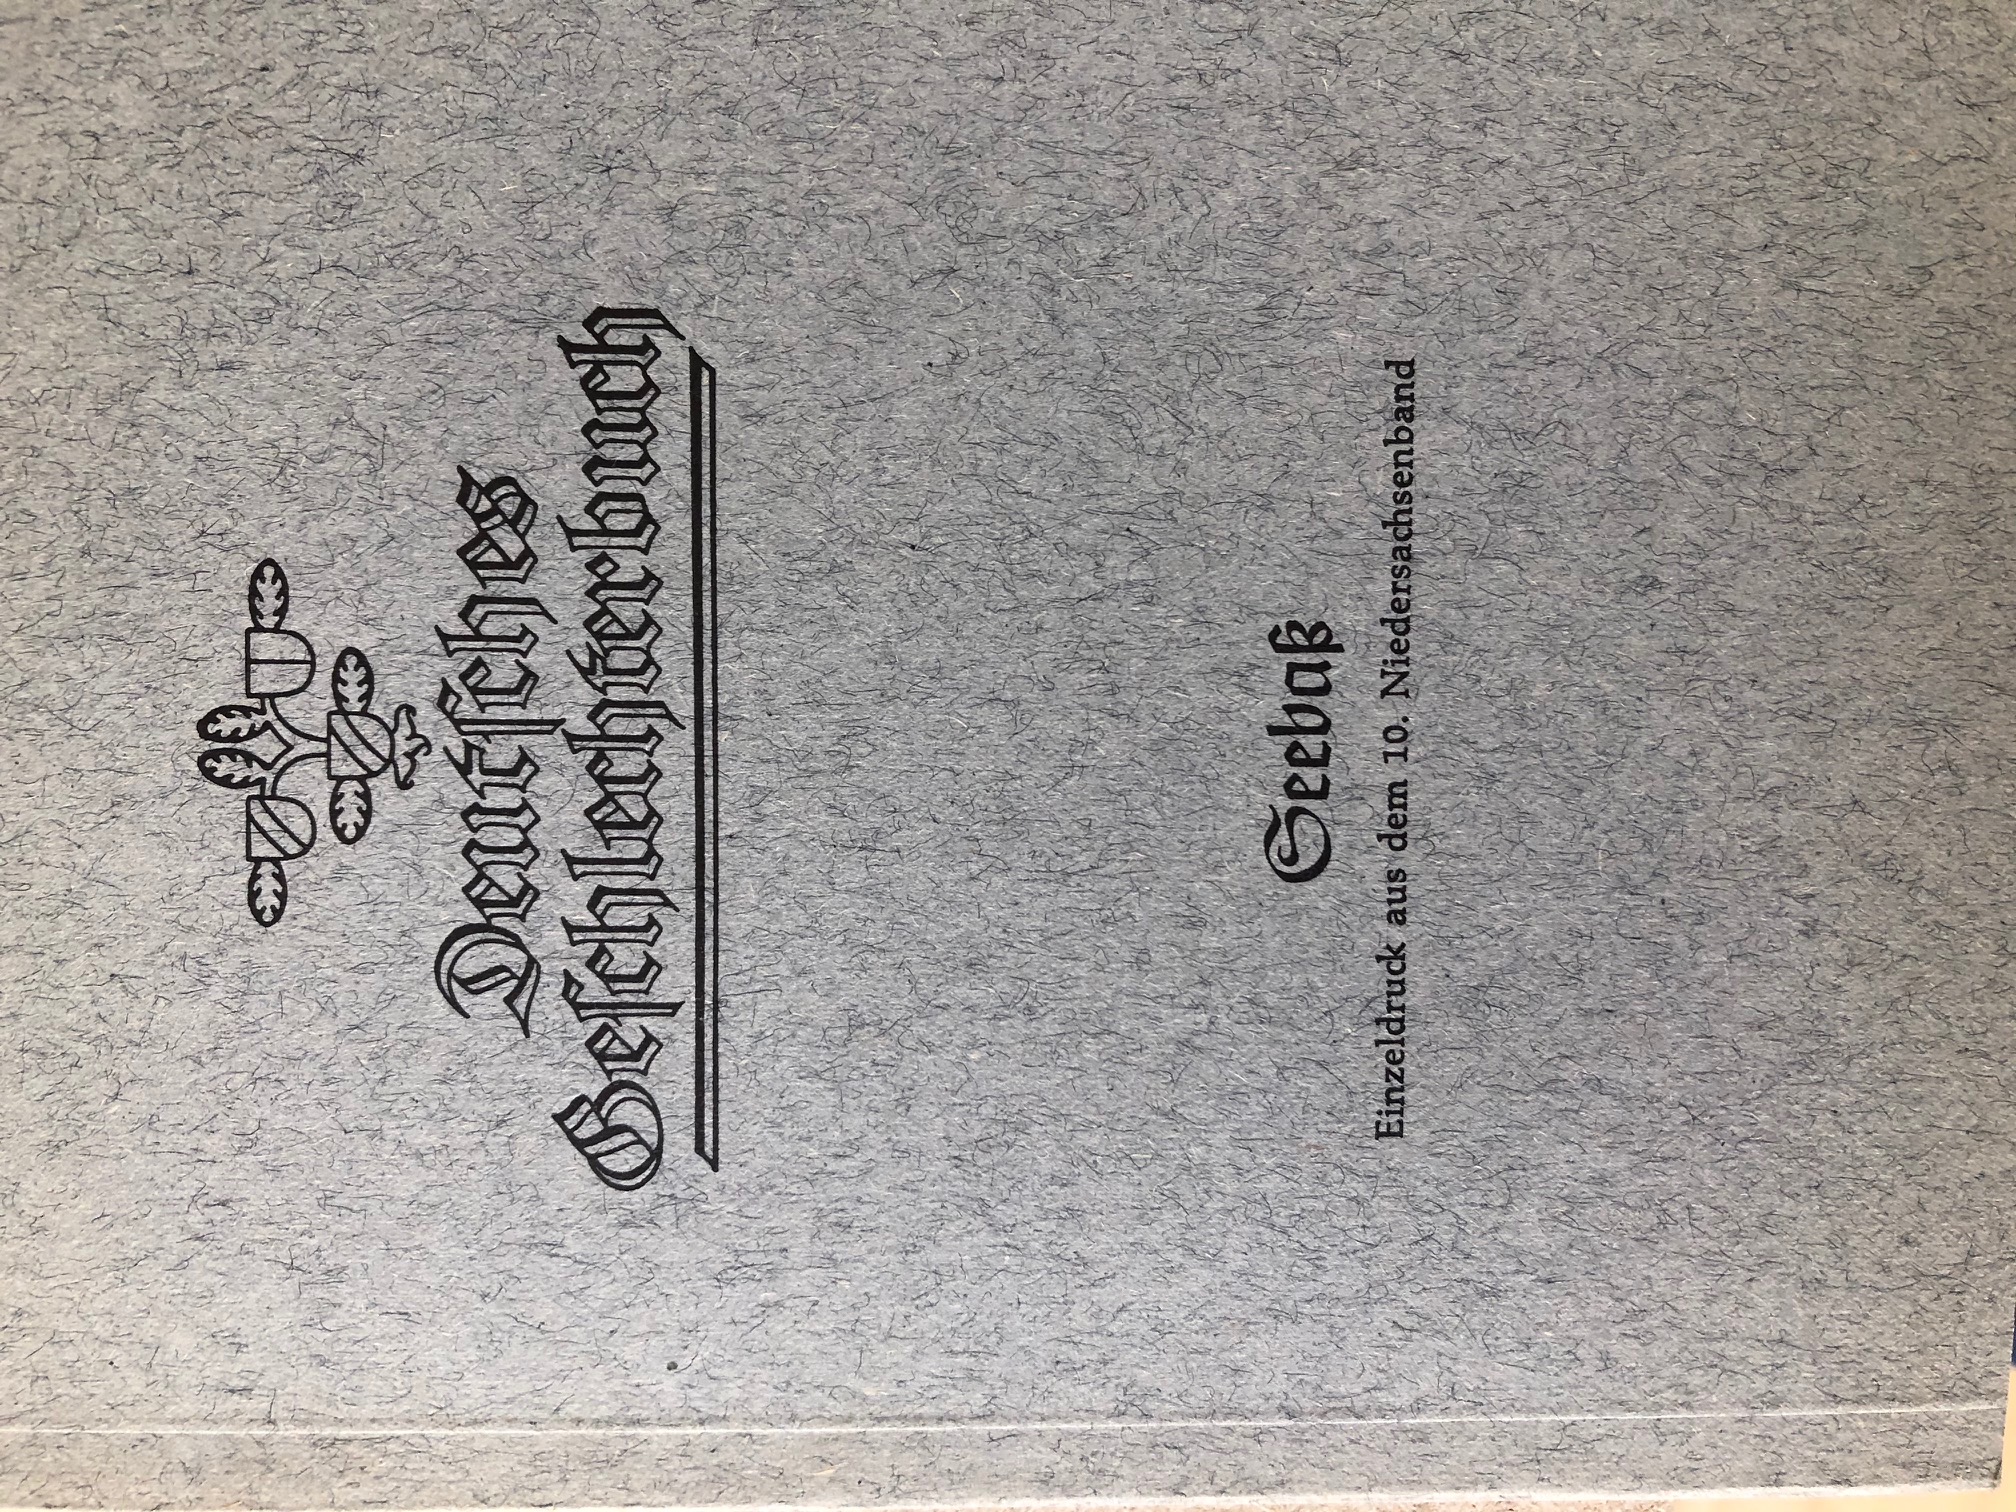 Deutſches
Geſchlechterbuch
Seebaß
Einzeldruck aus dem 10. Niedersachsenband